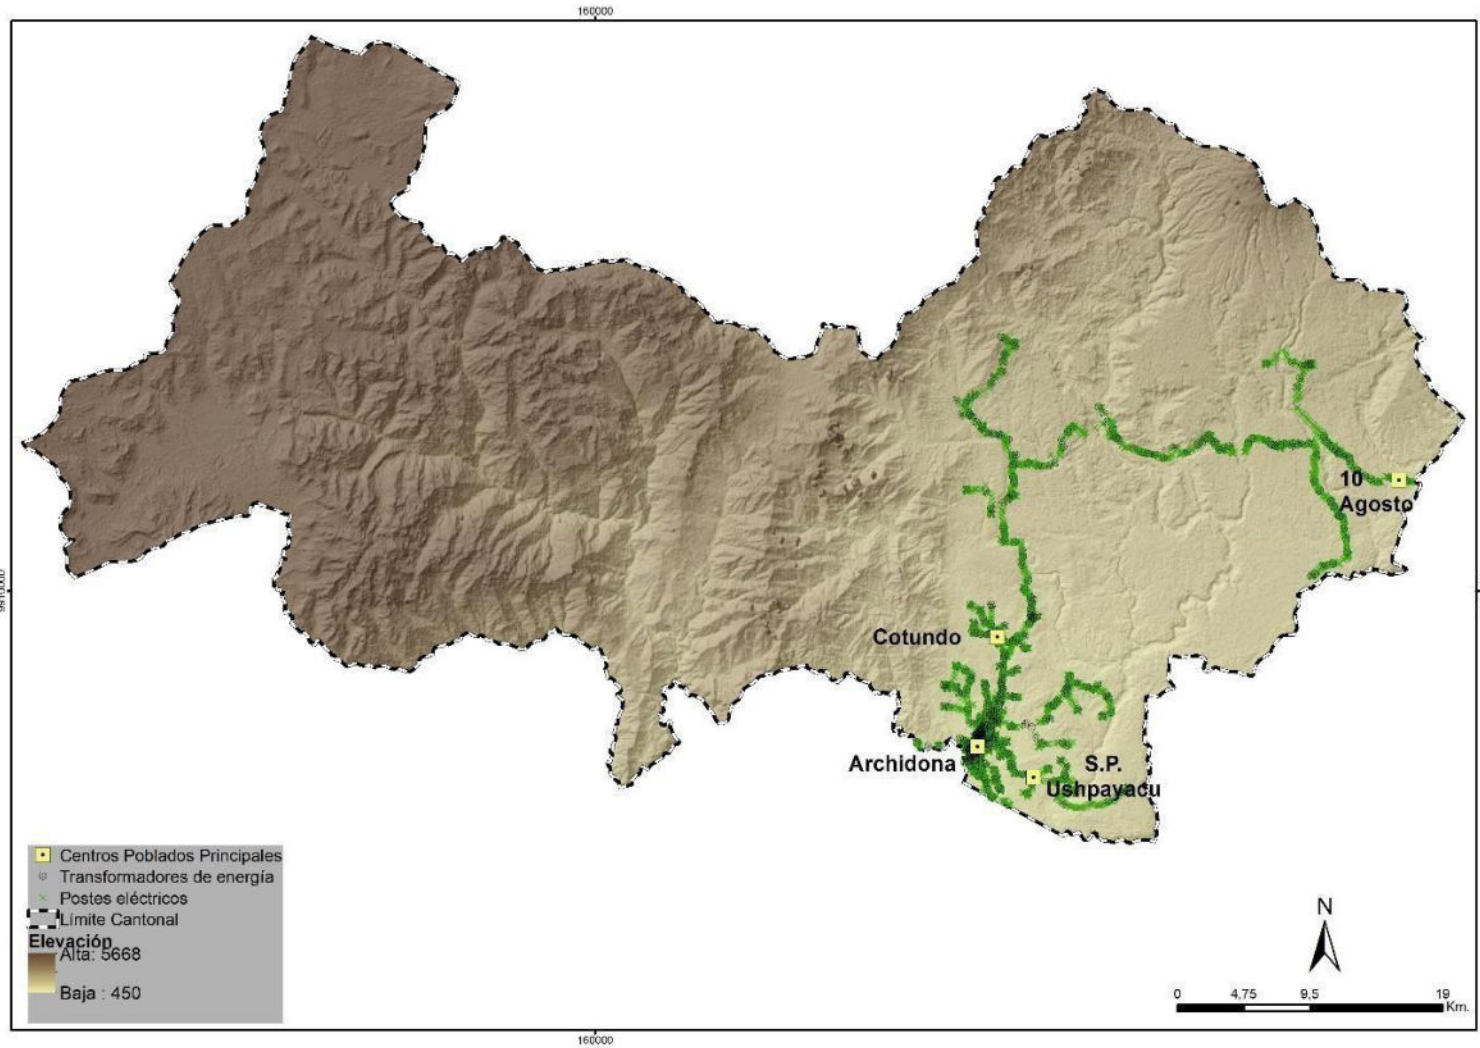 160000
10
Agosto
Cotundo
Archidona
S.P.
Ushpayacu
Centros Poblados Principales
Transformadores de energía
Postes eléctricos
Límite Cantonal
Elevación
Alta: 5668
Baja : 450
N
0 4,75 9,5 19
Km.
160000